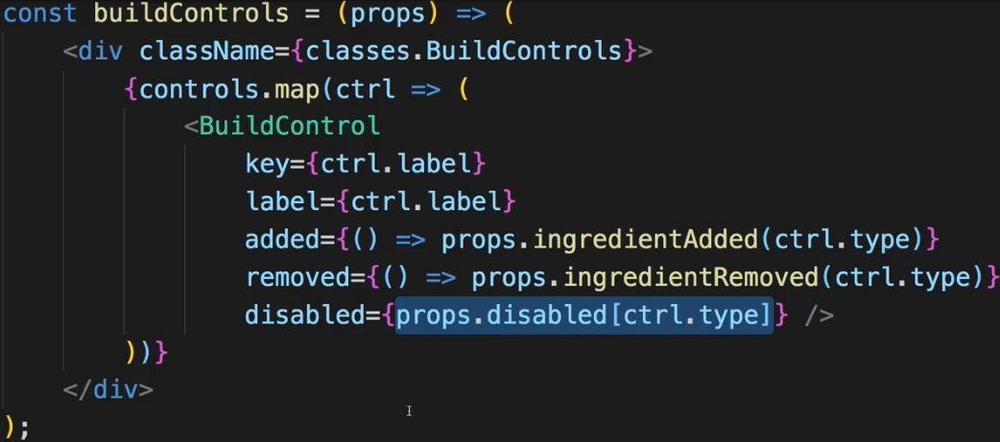 const buildControls = (props) => (
    <div className={classes.BuildControls}>
        {controls.map(ctrl => (
            <BuildControl
                key={ctrl.label}
                label={ctrl.label}
                added={() => props.ingredientAdded(ctrl.type)}
                removed={() => props.ingredientRemoved(ctrl.type)}
                disabled={props.disabled[ctrl.type]} />
        ))}
    </div>
);